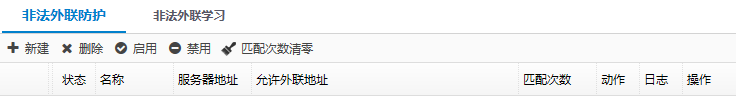 非法外联防护 非法外联学习
新建 删除 启用 禁用 匹配次数清零
状态 名称 服务器地址 允许外联地址 匹配次数 动作 日志 操作